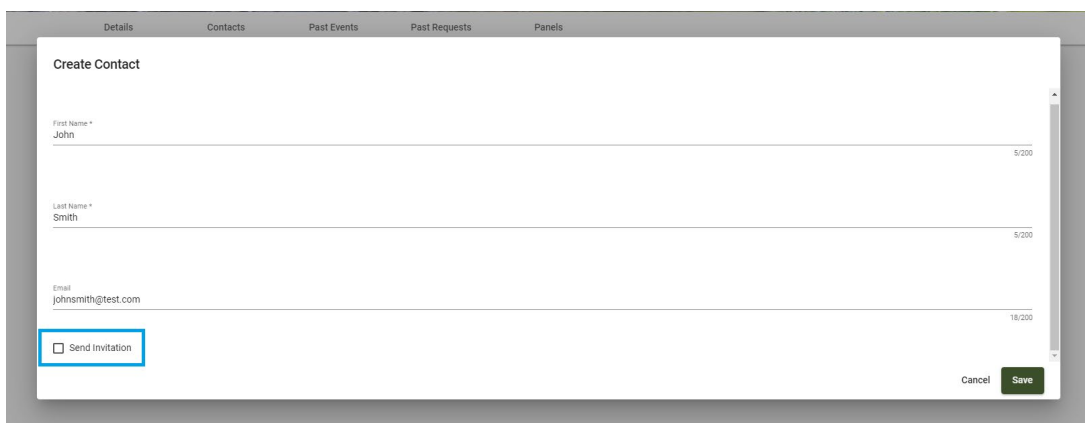 Details Contacts Past Events Past Requests Panels
Create Contact
First Name *
John
5/200
Last Name *
Smith
5/200
Email
johnsmith@test.com
18/200
Send Invitation
Cancel Save